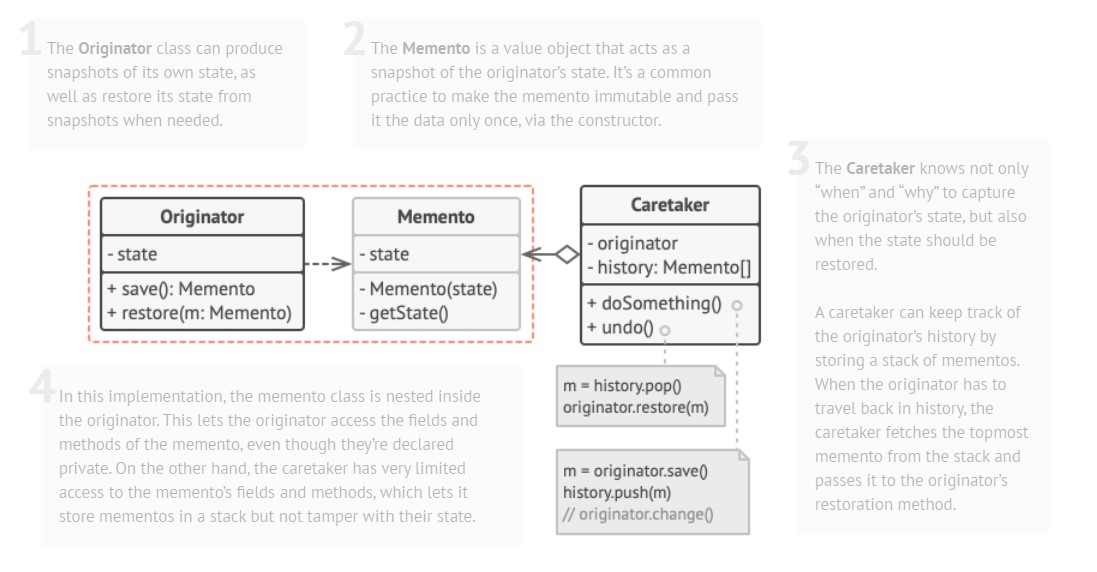 1
The Originator class can produce
snapshots of its own state, as
well as restore its state from
snapshots when needed.
2
The Memento is a value object that acts as a
snapshot of the originator’s state. It’s a common
practice to make the memento immutable and pass
it the data only once, via the constructor.
3
The Caretaker knows not only
“when” and “why” to capture
the originator’s state, but also
when the state should be
restored.
A caretaker can keep track of
the originator’s history by
storing a stack of mementos.
When the originator has to
travel back in history, the
caretaker fetches the topmost
memento from the stack and
passes it to the originator’s
restoration method.
Originator
- state
+ save(): Memento
+ restore(m: Memento)
Memento
- state
- Memento(state)
- getState()
Caretaker
- originator
- history: Memento[]
+ doSomething()
+ undo()
m = history.pop()
originator.restore(m)
m = originator.save()
history.push(m)
// originator.change()
4
In this implementation, the memento class is nested inside
the originator. This lets the originator access the fields and
methods of the memento, even though they’re declared
private. On the other hand, the caretaker has very limited
access to the memento’s fields and methods, which lets it
store mementos in a stack but not tamper with their state.